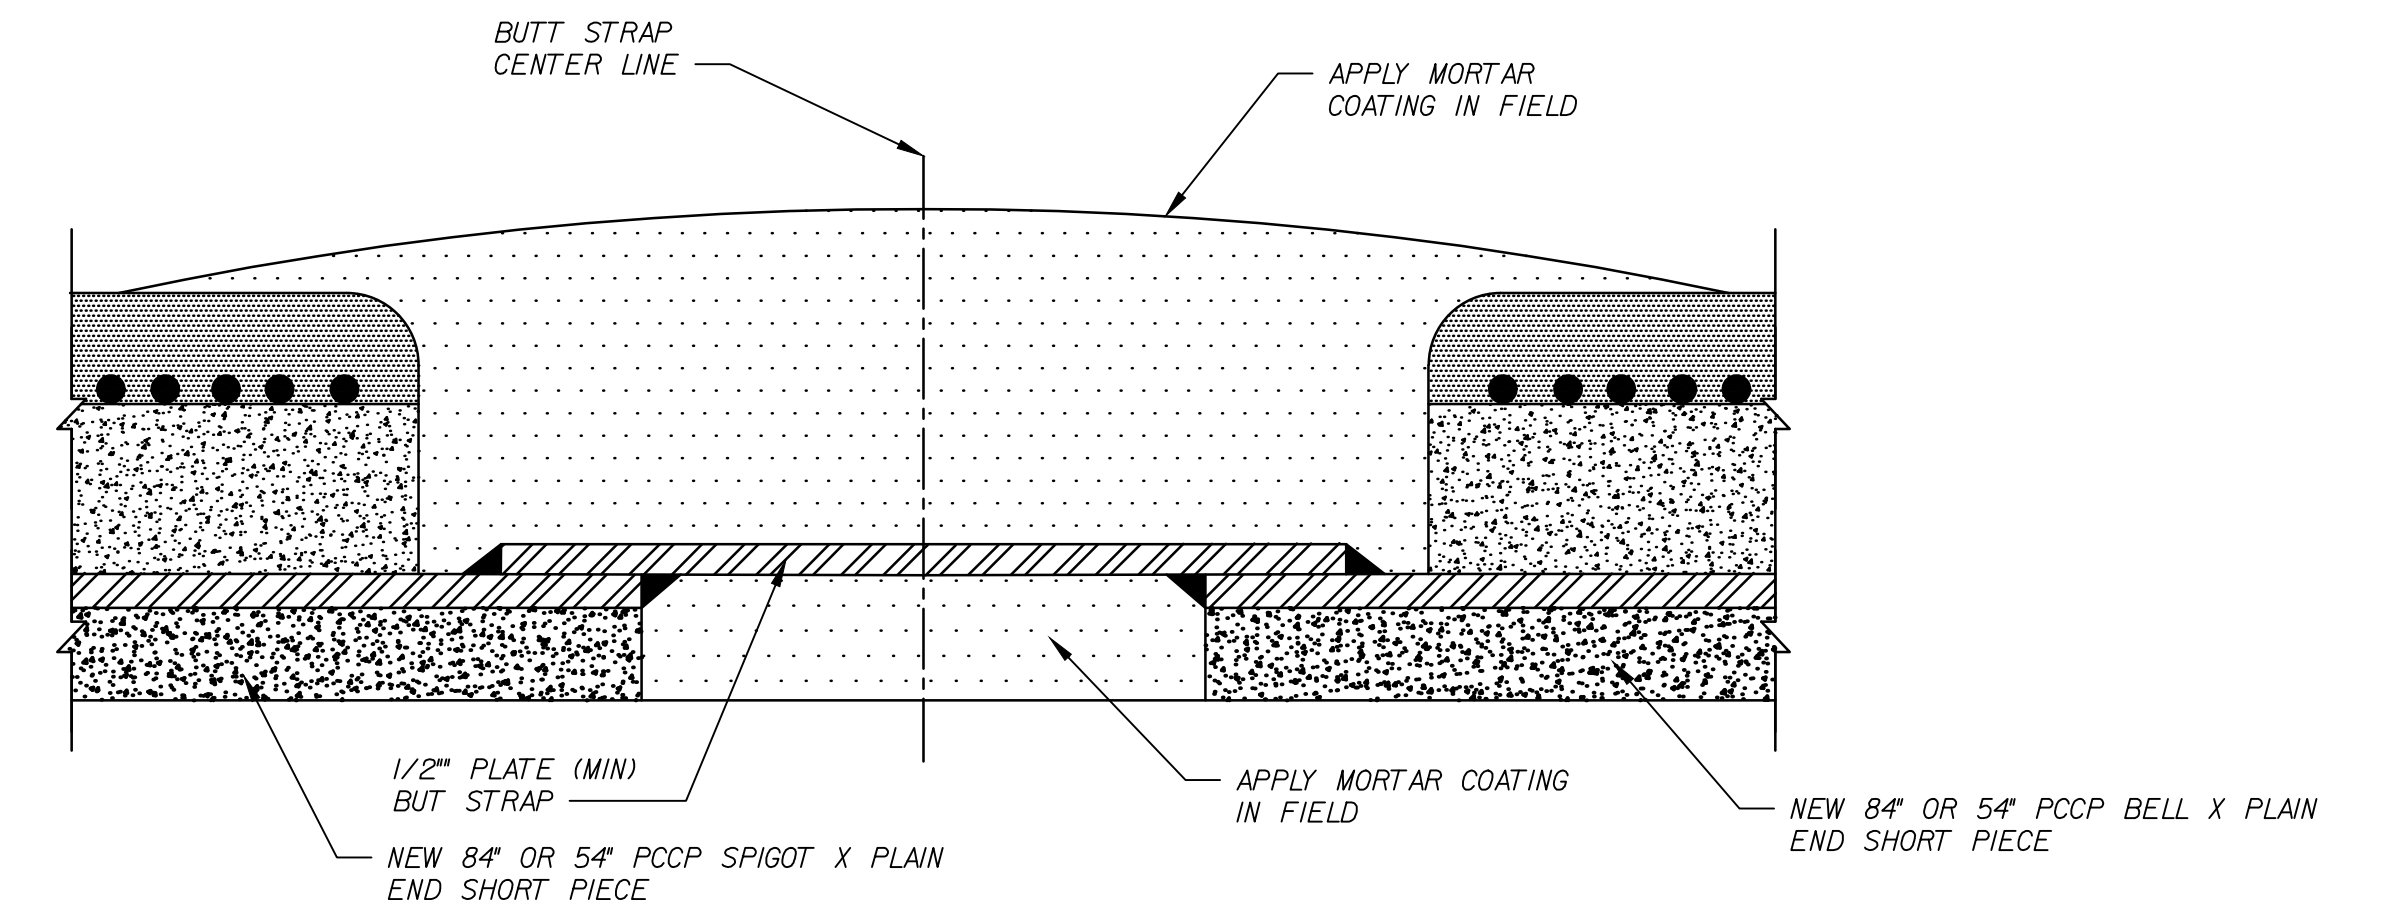 BUTT STRAP
CENTER LINE
APPLY MORTAR
COATING IN FIELD
1/2"" PLATE (MIN)
BUT STRAP
APPLY MORTAR COATING
IN FIELD
NEW 84" OR 54" PCCP BELL X PLAIN
END SHORT PIECE
NEW 84" OR 54" PCCP SPIGOT X PLAIN
END SHORT PIECE